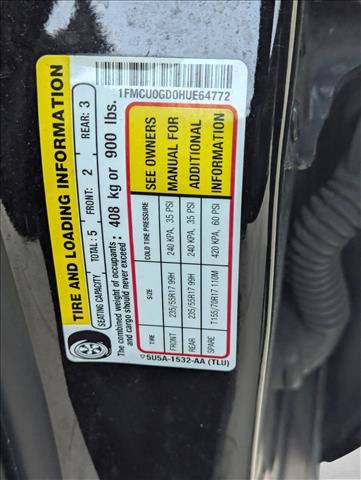 1FMCU0GD0HUE64772
TIRE AND LOADING INFORMATION
SEATING CAPACITY TOTAL: 5 FRONT: 2 REAR: 3
The combined weight of occupants and cargo should never exceed : 408 kg or 900 lbs.
TIRE SIZE COLD TIRE PRESSURE
FRONT 235/55R17 99H 240 KPA, 35 PSI
REAR 235/55R17 99H 240 KPA, 35 PSI
SPARE T155/70R17 110M 420 KPA, 60 PSI
SEE OWNERS
MANUAL FOR
ADDITIONAL
INFORMATION
5U5A-1532-AA (TLU)